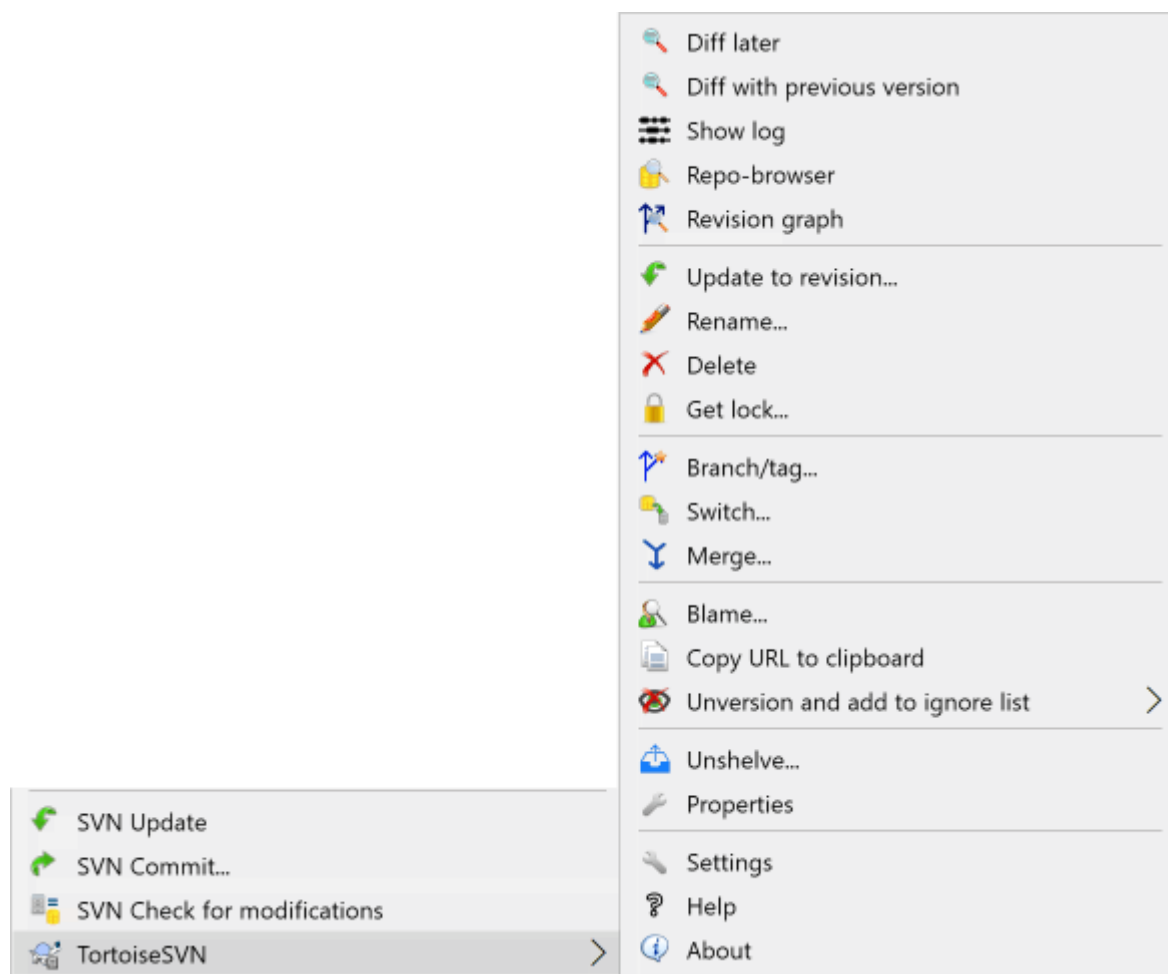 Diff later
Diff with previous version
Show log
Repo-browser
Revision graph
Update to revision...
Rename...
Delete
Get lock...
Branch/tag...
Switch...
Merge...
Blame...
Copy URL to clipboard
Unversion and add to ignore list
Unshelve...
Properties
Settings
Help
About
SVN Update
SVN Commit...
SVN Check for modifications
TortoiseSVN